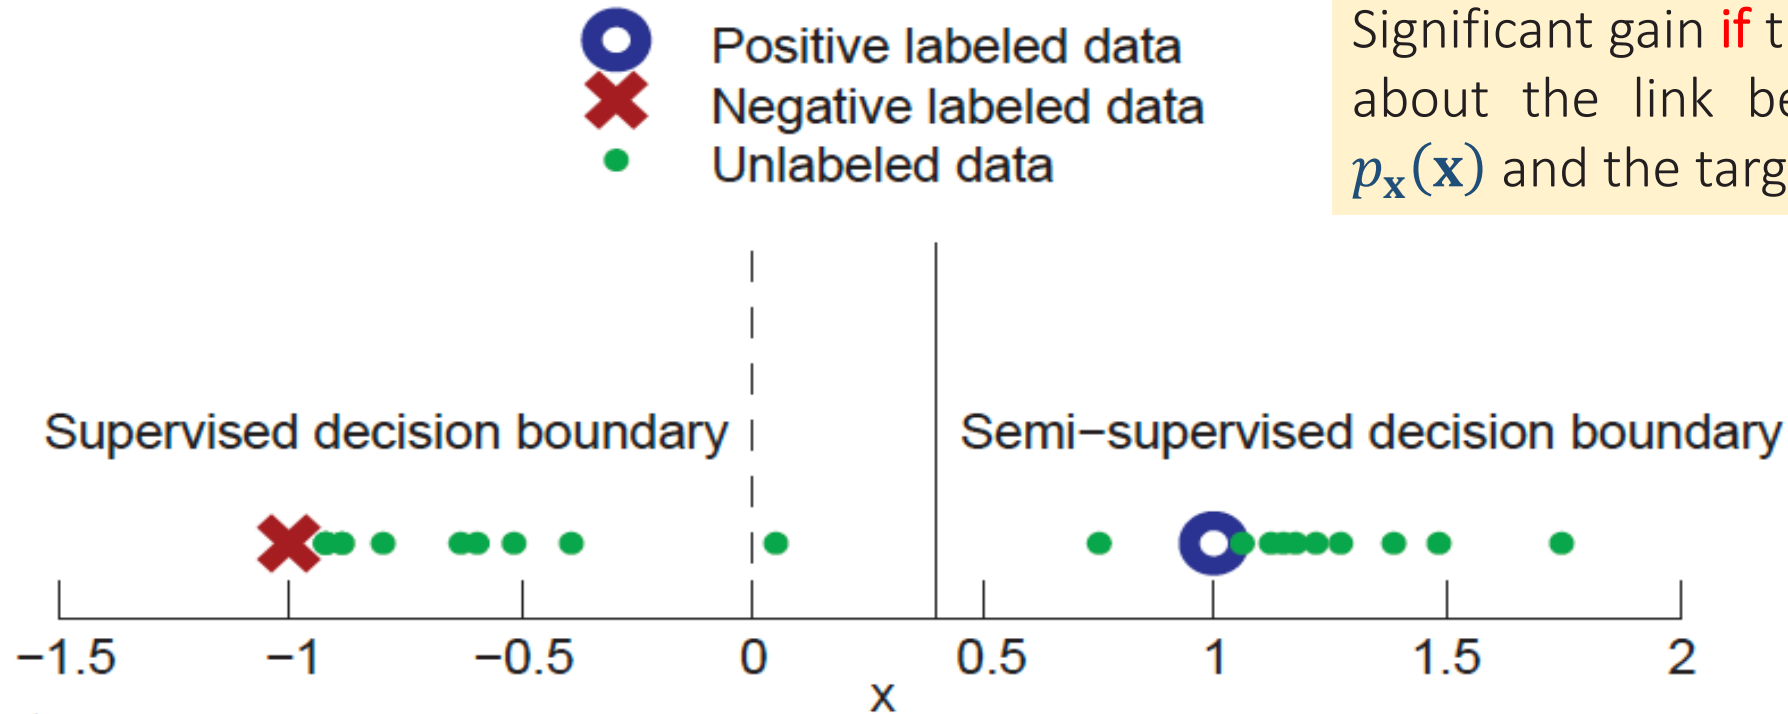 Positive labeled data
Negative labeled data
Unlabeled data
Significant gain if t
about the link be
pₓ(x) and the targ
Supervised decision boundary
Semi−supervised decision boundary
−1.5 −1 −0.5 0 0.5 1 1.5 2
x